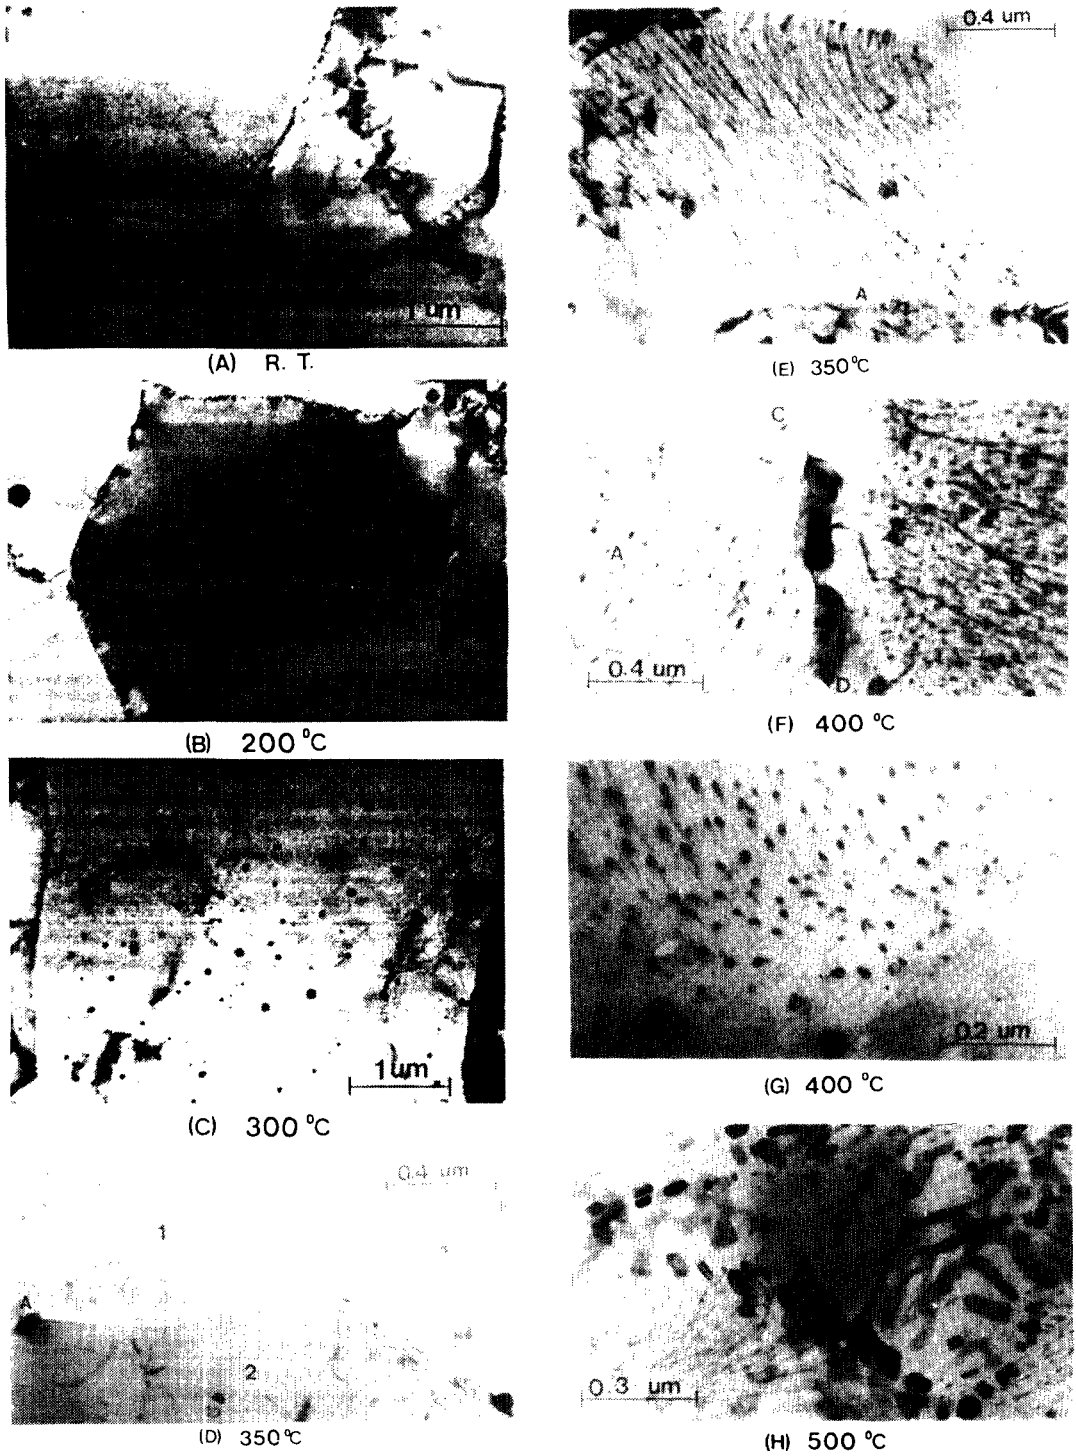 1 um
(A) R. T.
(B) 200 °C
1 um
(C) 300 °C
0.4 um
1
A
2
(D) 350 °C
0.4 um
A
(E) 350 °C
C
A
B
0.4 um
D
(F) 400 °C
0.2 um
(G) 400 °C
0.3 um
(H) 500 °C